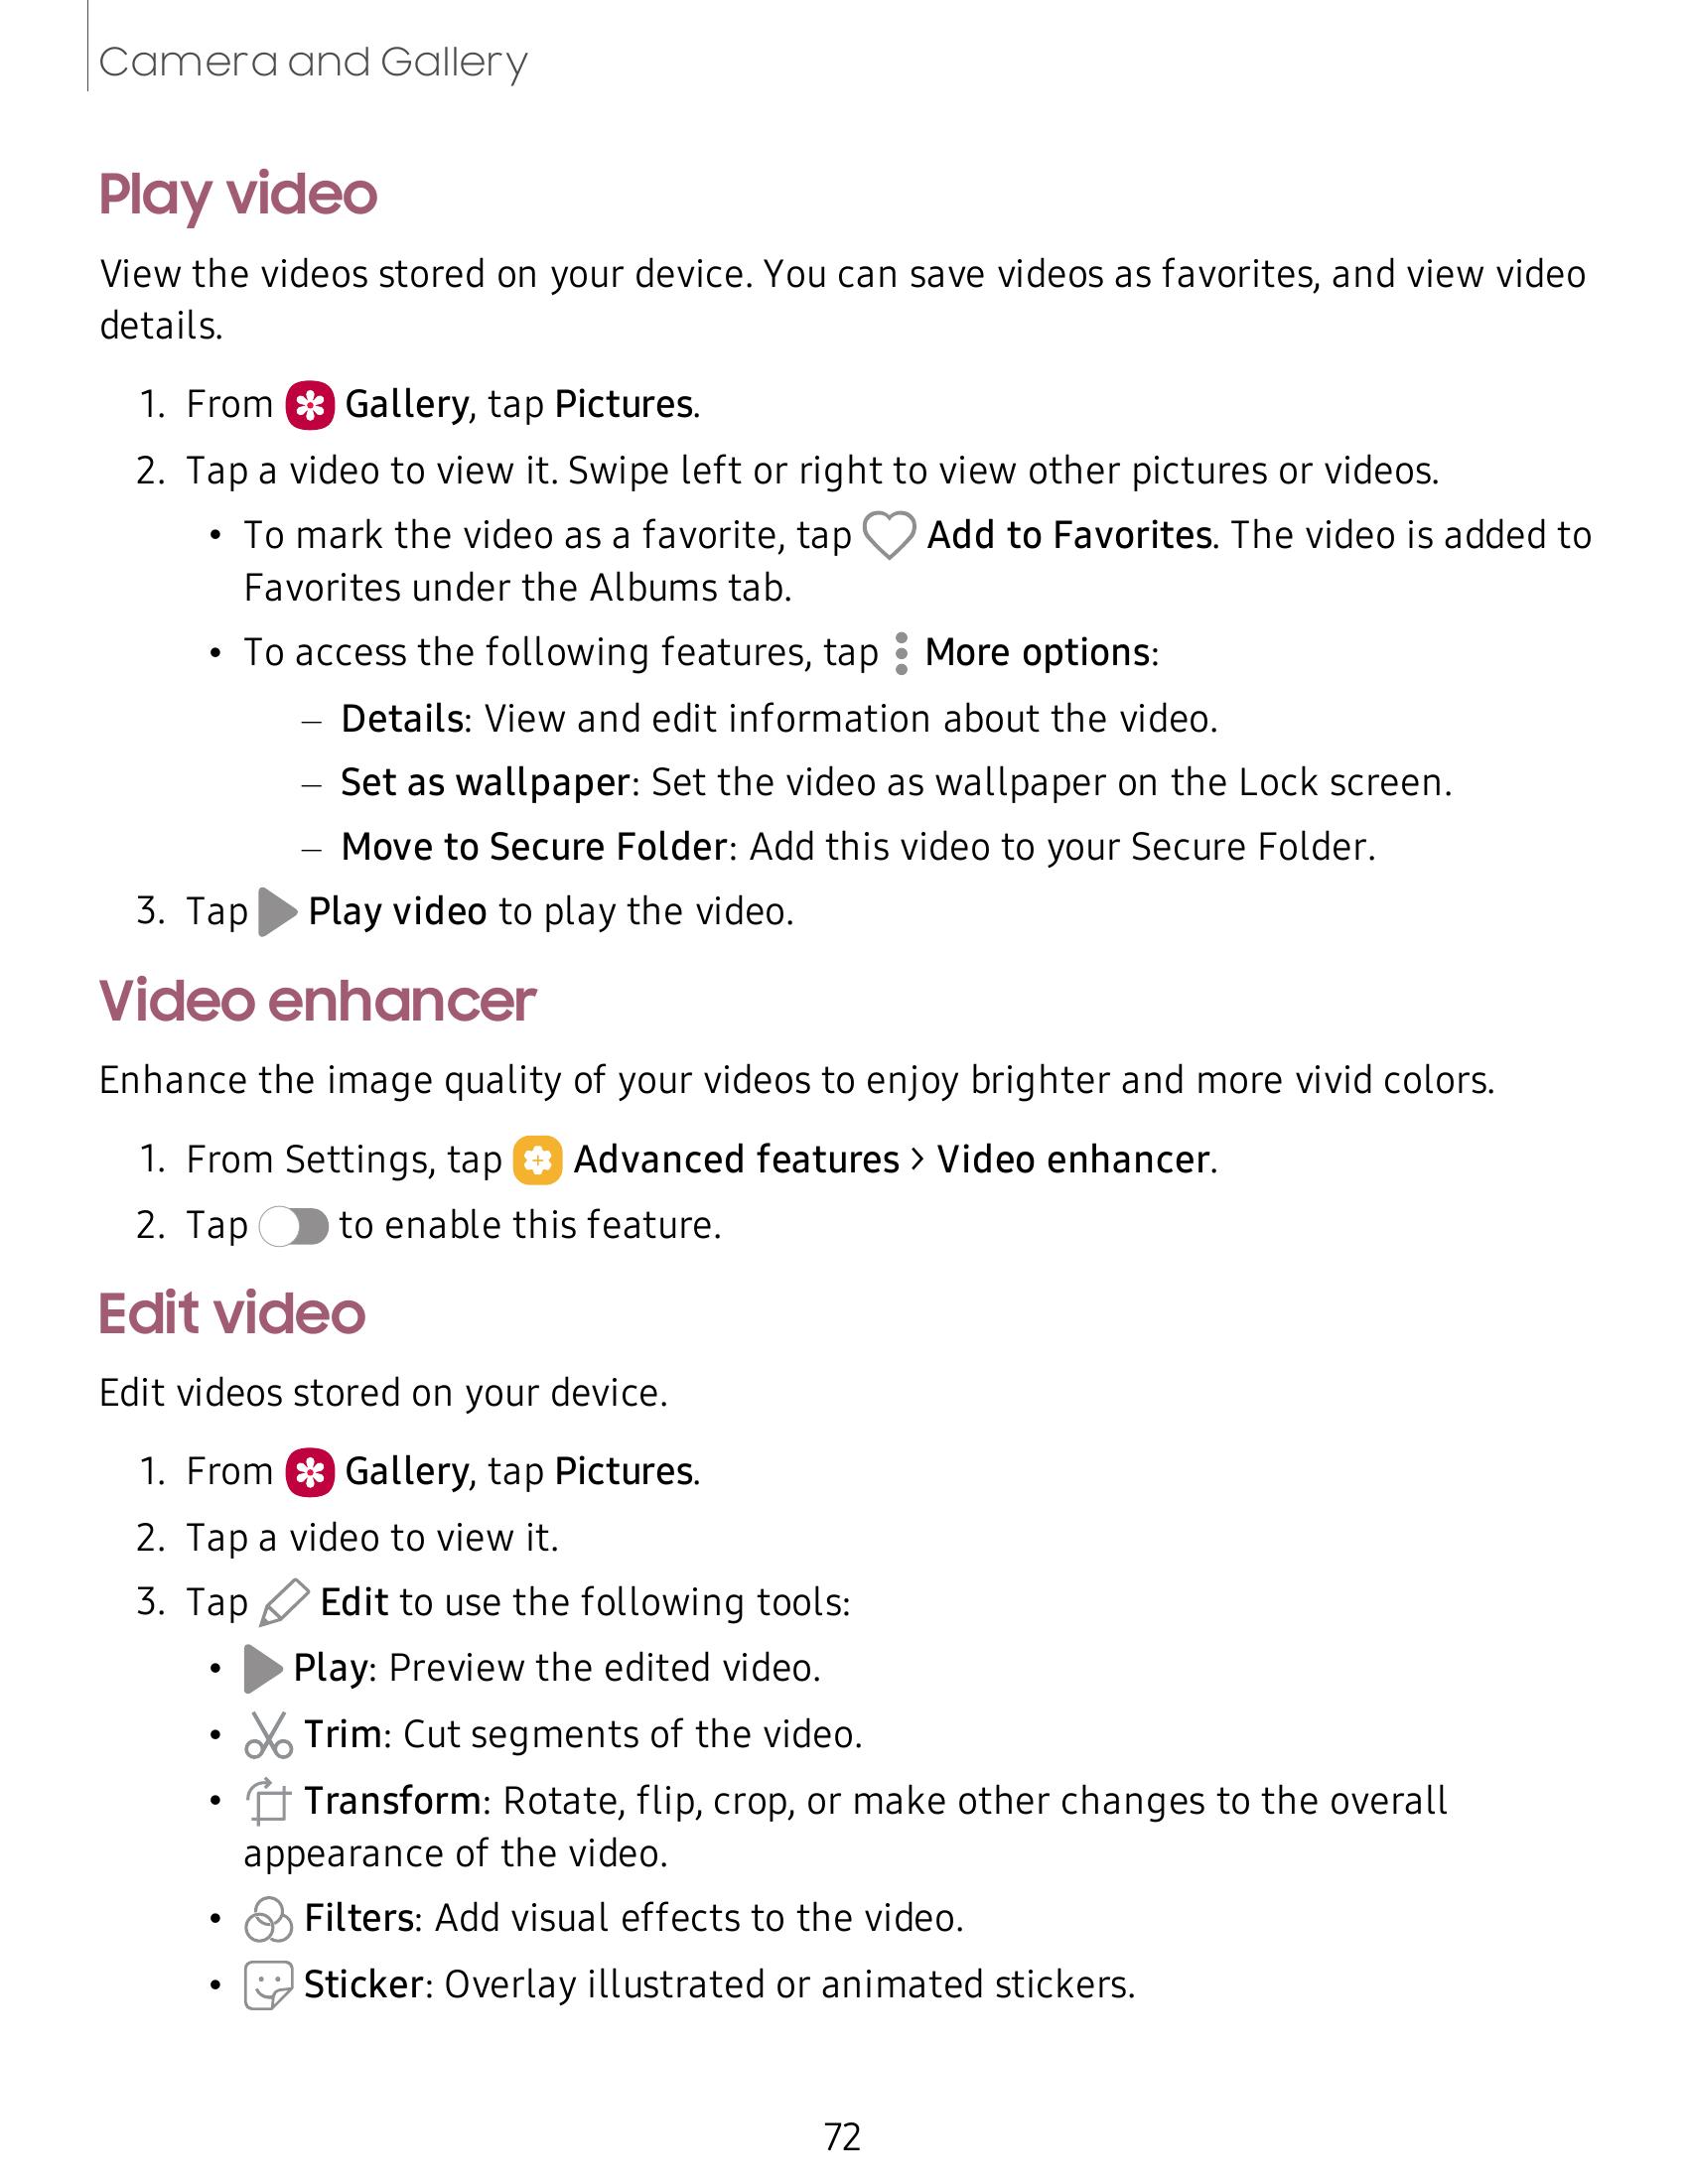 Camera and Gallery
Play video
View the videos stored on your device. You can save videos as favorites, and view video
details.
1. From Gallery, tap Pictures.
2. Tap a video to view it. Swipe left or right to view other pictures or videos.
• To mark the video as a favorite, tap Add to Favorites. The video is added to
Favorites under the Albums tab.
• To access the following features, tap More options:
– Details: View and edit information about the video.
– Set as wallpaper: Set the video as wallpaper on the Lock screen.
– Move to Secure Folder: Add this video to your Secure Folder.
3. Tap Play video to play the video.
Video enhancer
Enhance the image quality of your videos to enjoy brighter and more vivid colors.
1. From Settings, tap Advanced features > Video enhancer.
2. Tap to enable this feature.
Edit video
Edit videos stored on your device.
1. From Gallery, tap Pictures.
2. Tap a video to view it.
3. Tap Edit to use the following tools:
• Play: Preview the edited video.
• Trim: Cut segments of the video.
• Transform: Rotate, flip, crop, or make other changes to the overall
appearance of the video.
• Filters: Add visual effects to the video.
• Sticker: Overlay illustrated or animated stickers.
72